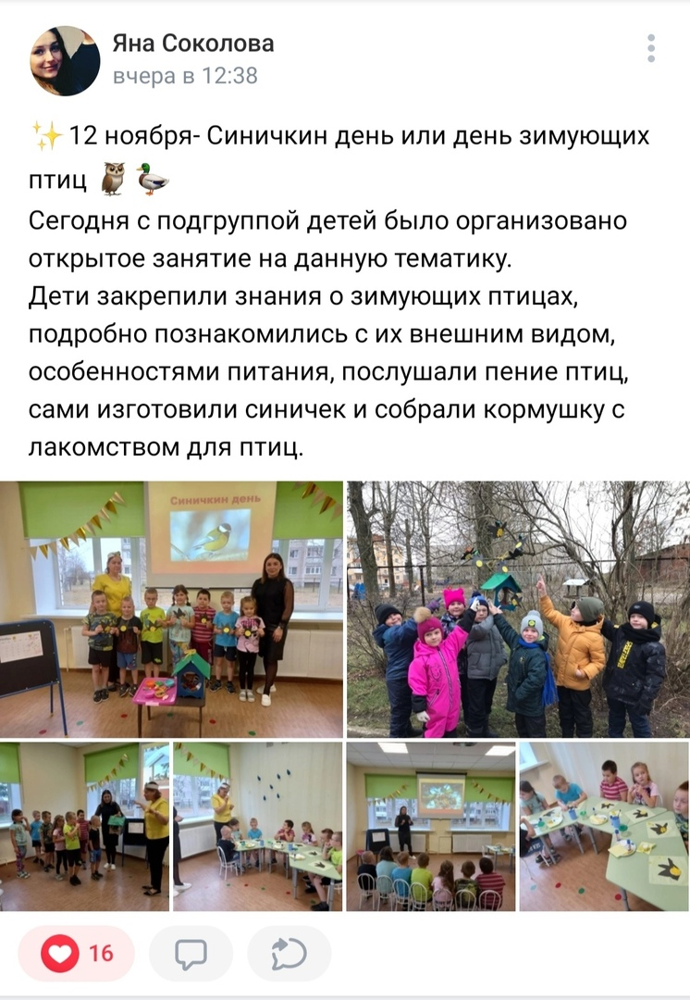 Яна Соколова
вчера в 12:38
✨ 12 ноября- Синичкин день или день зимующих
птиц 🦉 🦆
Сегодня с подгруппой детей было организовано
открытое занятие на данную тематику.
Дети закрепили знания о зимующих птицах,
подробно познакомились с их внешним видом,
особенностями питания, послушали пение птиц,
сами изготовили синичек и собрали кормушку с
лакомством для птиц.
Синичкин день
16